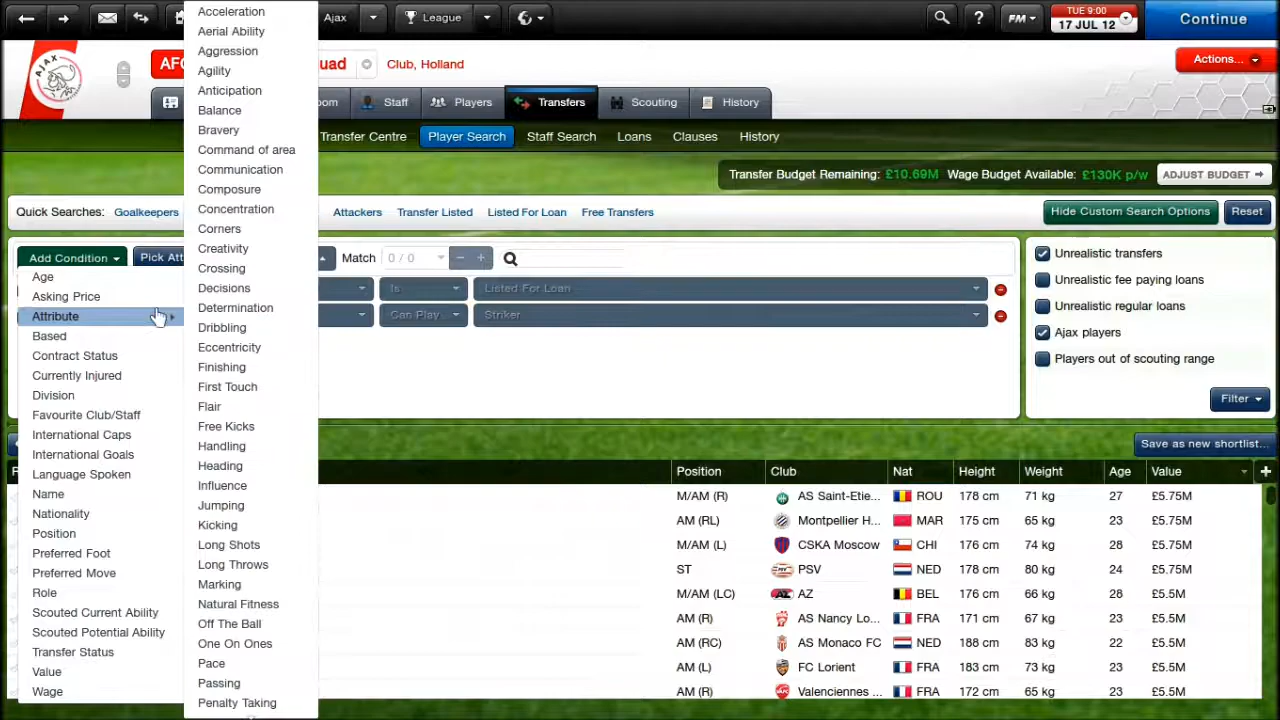 Ajax
League
FM
TUE 9:00
17 JUL 12
Continue
AJAX
AFC
uad
Club, Holland
Actions...
oom
Staff
Players
Transfers
Scouting
History
Transfer Centre
Player Search
Staff Search
Loans
Clauses
History
Transfer Budget Remaining: £10.69M Wage Budget Available: £130K p/w ADJUST BUDGET
Quick Searches: Goalkeepers Attackers Transfer Listed Listed For Loan Free Transfers
Hide Custom Search Options
Reset
Add Condition
Pick Att
Match 0 / 0
Is Listed For Loan
Can Play Striker
Unrealistic transfers
Unrealistic fee paying loans
Unrealistic regular loans
Ajax players
Players out of scouting range
Filter
Age
Asking Price
Attribute
Based
Contract Status
Currently Injured
Division
Favourite Club/Staff
International Caps
International Goals
Language Spoken
Name
Nationality
Position
Preferred Foot
Preferred Move
Role
Scouted Current Ability
Scouted Potential Ability
Transfer Status
Value
Wage
Acceleration
Aerial Ability
Aggression
Agility
Anticipation
Balance
Bravery
Command of area
Communication
Composure
Concentration
Corners
Creativity
Crossing
Decisions
Determination
Dribbling
Eccentricity
Finishing
First Touch
Flair
Free Kicks
Handling
Heading
Influence
Jumping
Kicking
Long Shots
Long Throws
Marking
Natural Fitness
Off The Ball
One On Ones
Pace
Passing
Penalty Taking
Save as new shortlist...
Position Club Nat Height Weight Age Value
M/AM (R) AS Saint-Etie... ROU 178 cm 71 kg 27 £5.75M
AM (RL) Montpellier H... MAR 175 cm 65 kg 23 £5.75M
M/AM (L) CSKA Moscow CHI 176 cm 74 kg 28 £5.75M
ST PSV NED 178 cm 80 kg 24 £5.75M
M/AM (LC) AZ BEL 176 cm 66 kg 28 £5.5M
AM (R) AS Nancy Lo... FRA 171 cm 67 kg 23 £5.5M
AM (RC) AS Monaco FC NED 188 cm 83 kg 22 £5.5M
AM (L) FC Lorient FRA 183 cm 73 kg 23 £5.5M
AM (R) Valenciennes ... FRA 172 cm 65 kg 23 £5.5M